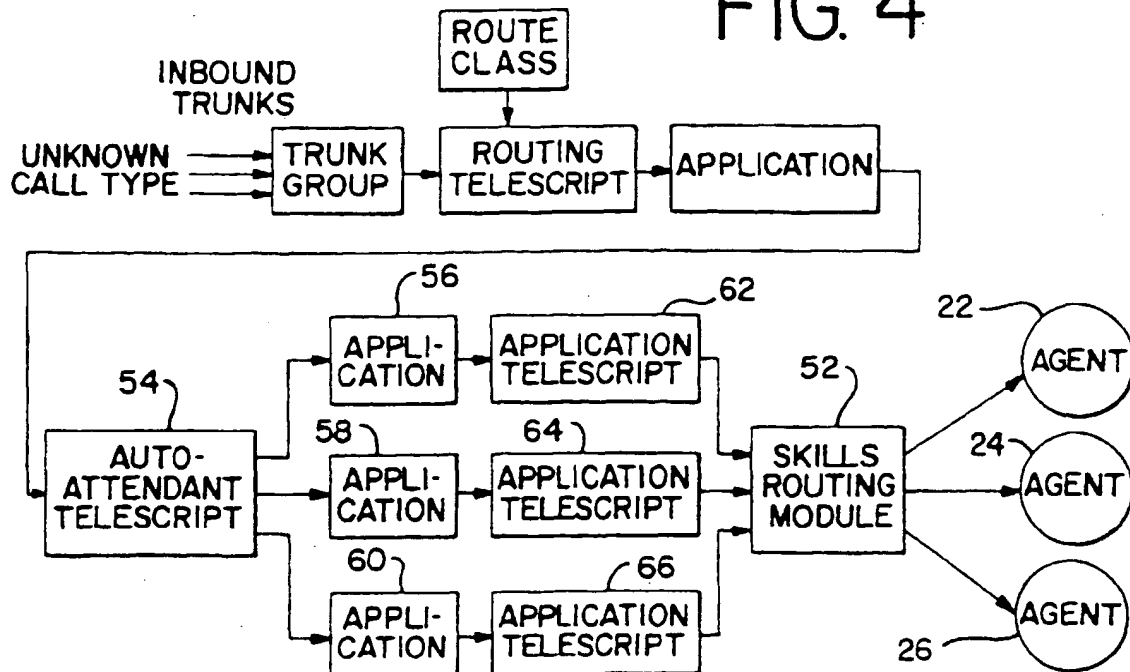 FIG. 4
ROUTE
CLASS
INBOUND
TRUNKS
UNKNOWN
CALL TYPE
TRUNK
GROUP
ROUTING
TELESCRIPT
APPLICATION
56
62
22
APPLI-
CATION
APPLICATION
TELESCRIPT
AGENT
54
52
58
64
24
AUTO-
ATTENDANT
TELESCRIPT
APPLI-
CATION
APPLICATION
TELESCRIPT
SKILLS
ROUTING
MODULE
AGENT
60
66
APPLI-
CATION
APPLICATION
TELESCRIPT
AGENT
26